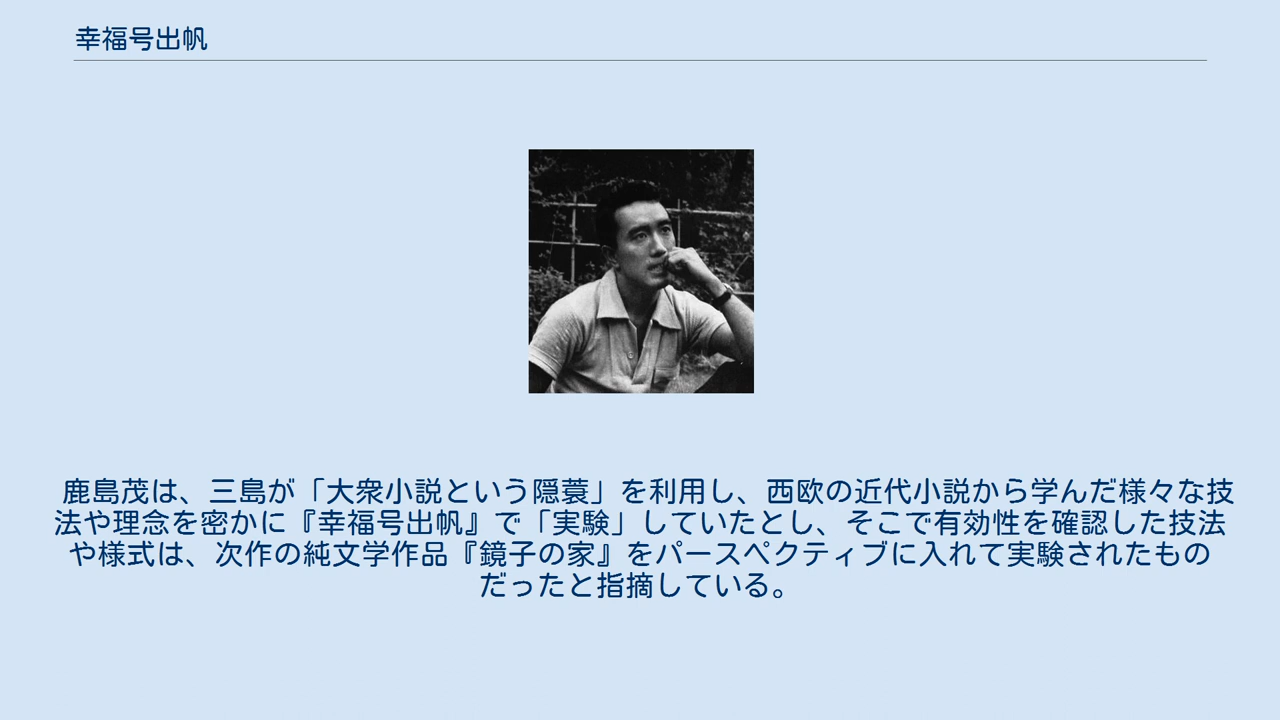 幸福号出帆
鹿島茂は、三島が「大衆小説という隠蓑」を利用し、西欧の近代小説から学んだ様々な技
法や理念を密かに『幸福号出帆』で「実験」していたとし、そこで有効性を確認した技法
や様式は、次作の純文学作品『鏡子の家』をパースペクティブに入れて実験されたもの
だったと指摘している。